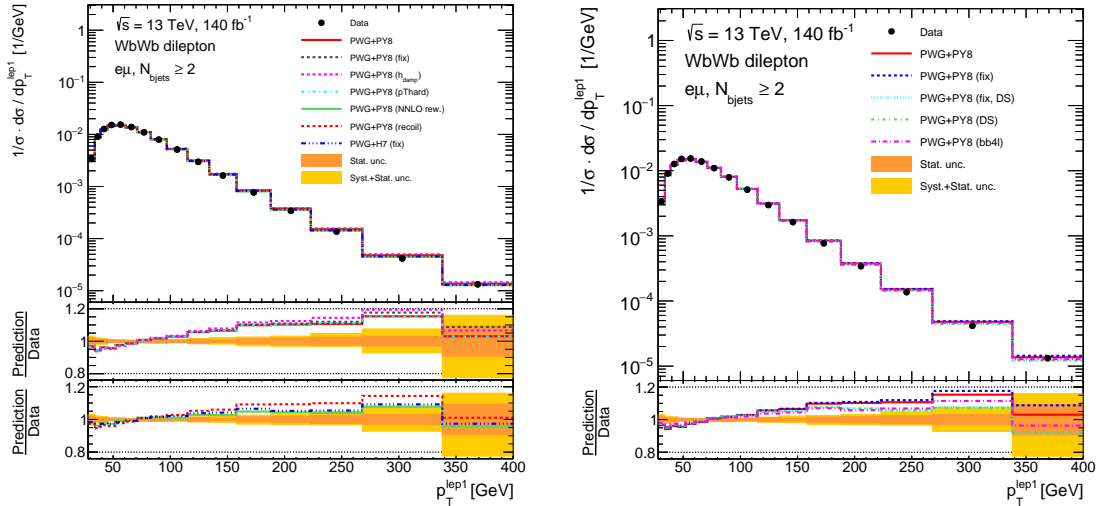 √s = 13 TeV, 140 fb⁻¹
WbWb dilepton
eμ, N_bjets ≥ 2
Data
PWG+PY8
PWG+PY8 (fix)
PWG+PY8 (h_damp)
PWG+PY8 (pThard)
PWG+PY8 (NNLO rew.)
PWG+PY8 (recoil)
PWG+H7 (fix)
Stat. unc.
Syst.+Stat. unc.
1/σ · dσ / dp_T^lep1 [1/GeV]
10⁻¹
10⁻²
10⁻³
10⁻⁴
10⁻⁵
Prediction
Data
1.2
1
0.8
Prediction
Data
1.2
1
0.8
50 100 150 200 250 300 350 400
p_T^lep1 [GeV]
√s = 13 TeV, 140 fb⁻¹
WbWb dilepton
eμ, N_bjets ≥ 2
Data
PWG+PY8
PWG+PY8 (fix)
PWG+PY8 (fix, DS)
PWG+PY8 (DS)
PWG+PY8 (bb4l)
Stat. unc.
Syst.+Stat. unc.
1/σ · dσ / dp_T^lep1 [1/GeV]
1
10⁻¹
10⁻²
10⁻³
10⁻⁴
10⁻⁵
Prediction
Data
1.2
1
0.8
50 100 150 200 250 300 350 400
p_T^lep1 [GeV]